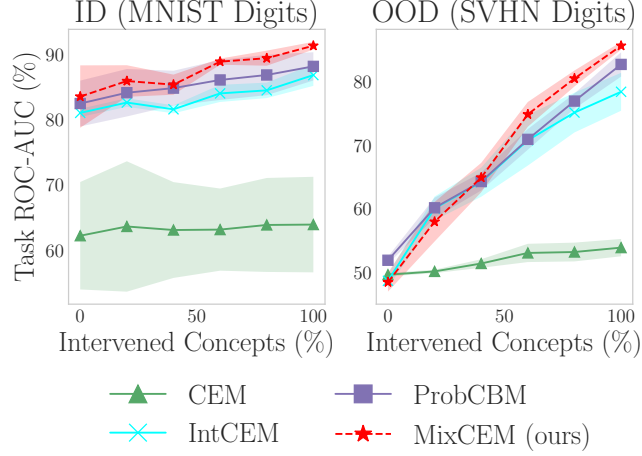 ID (MNIST Digits)
OOD (SVHN Digits)
Task ROC-AUC (%)
90
80
70
60
0
50
100
Intervened Concepts (%)
80
70
60
50
0
50
100
Intervened Concepts (%)
CEM
ProbCBM
IntCEM
MixCEM (ours)